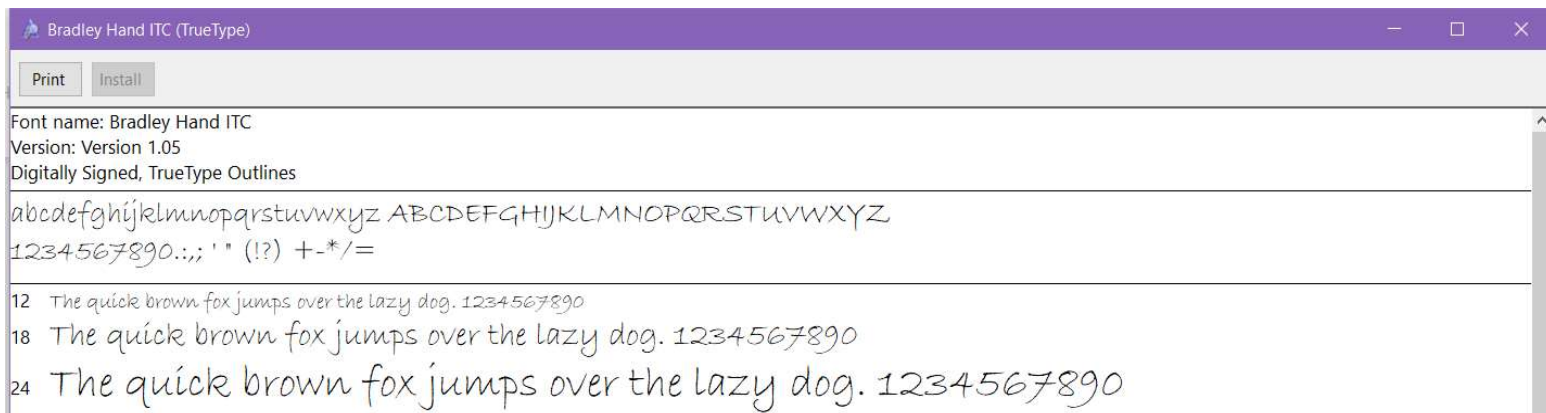 Bradley Hand ITC (TrueType)
Print Install
Font name: Bradley Hand ITC
Version: Version 1.05
Digitally Signed, TrueType Outlines
abcdefghijklmnopqrstuvwxyz ABCDEFGHIJKLMNOPQRSTUVWXYZ
1234567890.:,; ' " (!?) +-*/=
12 The quick brown fox jumps over the lazy dog. 1234567890
18 The quick brown fox jumps over the lazy dog. 1234567890
24 The quick brown fox jumps over the lazy dog. 1234567890